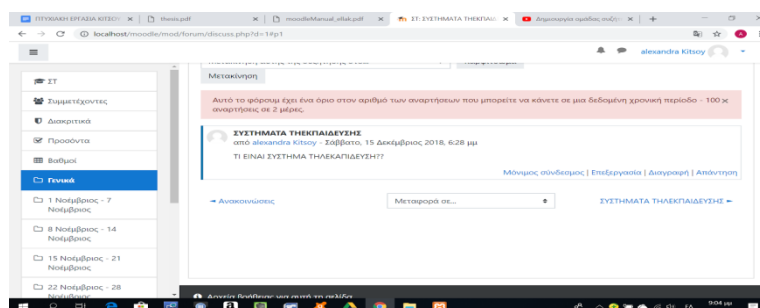 ΠΤΥΧΙΑΚΗ ΕΡΓΑΣΙΑ ΚΙΤΣΟΥ
thesis.pdf
moodleManual_ellak.pdf
ΣΤ: ΣΥΣΤΗΜΑΤΑ ΤΗΕΚΠΑΙΔ
Δημιουργία ομάδας συζήτ
localhost/moodle/mod/forum/discuss.php?d=1#p1
alexandra Kitsoy
ΣΤ
Συμμετέχοντες
Διακριτικά
Προσόντα
Βαθμοί
Γενικά
1 Νοέμβριος - 7
Νοέμβριος
8 Νοέμβριος - 14
Νοέμβριος
15 Νοέμβριος - 21
Νοέμβριος
22 Νοέμβριος - 28
Νοέμβριος
Μετακίνηση
Αυτό το φόρουμ έχει ένα όριο στον αριθμό των αναρτήσεων που μπορείτε να κάνετε σε μια δεδομένη χρονική περίοδο - 100
αναρτήσεις σε 2 μέρες.
ΣΥΣΤΗΜΑΤΑ ΤΗΕΚΠΑΙΔΕΥΣΗΣ
από alexandra Kitsoy - Σάββατο, 15 Δεκέμβριος 2018, 6:28 μμ
ΤΙ ΕΙΝΑΙ ΣΥΣΤΗΜΑ ΤΗΛΕΚΑΠΙΔΕΥΣΗ??
Μόνιμος σύνδεσμος | Επεξεργασία | Διαγραφή | Απάντηση
◄ Ανακοινώσεις
Μεταφορά σε...
ΣΥΣΤΗΜΑΤΑ ΤΗΛΕΚΠΑΙΔΕΥΣΗΣ ►
Αρχεία βοήθειας για αυτή τη σελίδα
9:04 μμ